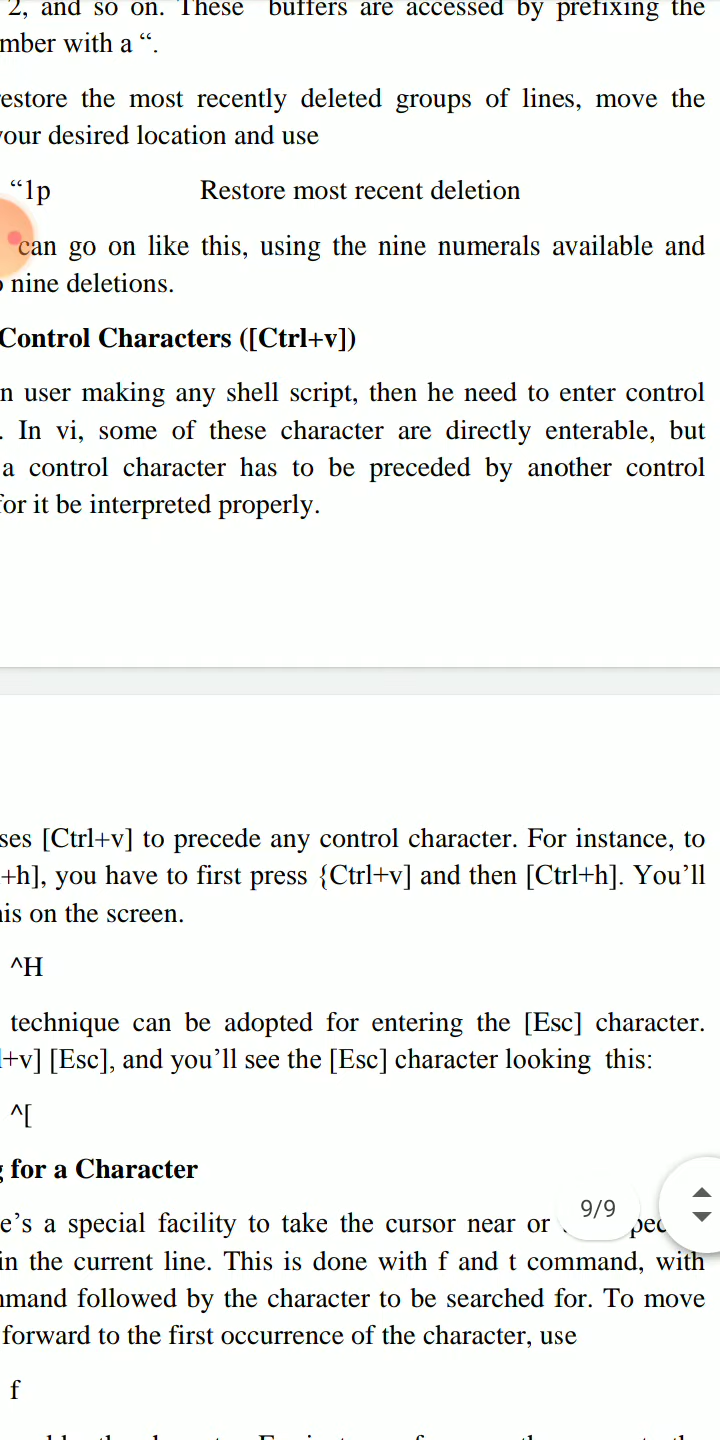 2, and so on. These buffers are accessed by prefixing the
mber with a “.
estore the most recently deleted groups of lines, move the
your desired location and use
“1p Restore most recent deletion
can go on like this, using the nine numerals available and
nine deletions.
Control Characters ([Ctrl+v])
n user making any shell script, then he need to enter control
. In vi, some of these character are directly enterable, but
a control character has to be preceded by another control
for it be interpreted properly.
ses [Ctrl+v] to precede any control character. For instance, to
+h], you have to first press {Ctrl+v] and then [Ctrl+h]. You’ll
his on the screen.
^H
technique can be adopted for entering the [Esc] character.
l+v] [Esc], and you’ll see the [Esc] character looking this:
^[
g for a Character
e’s a special facility to take the cursor near or
9/9
in the current line. This is done with f and t command, with
mmand followed by the character to be searched for. To move
forward to the first occurrence of the character, use
f